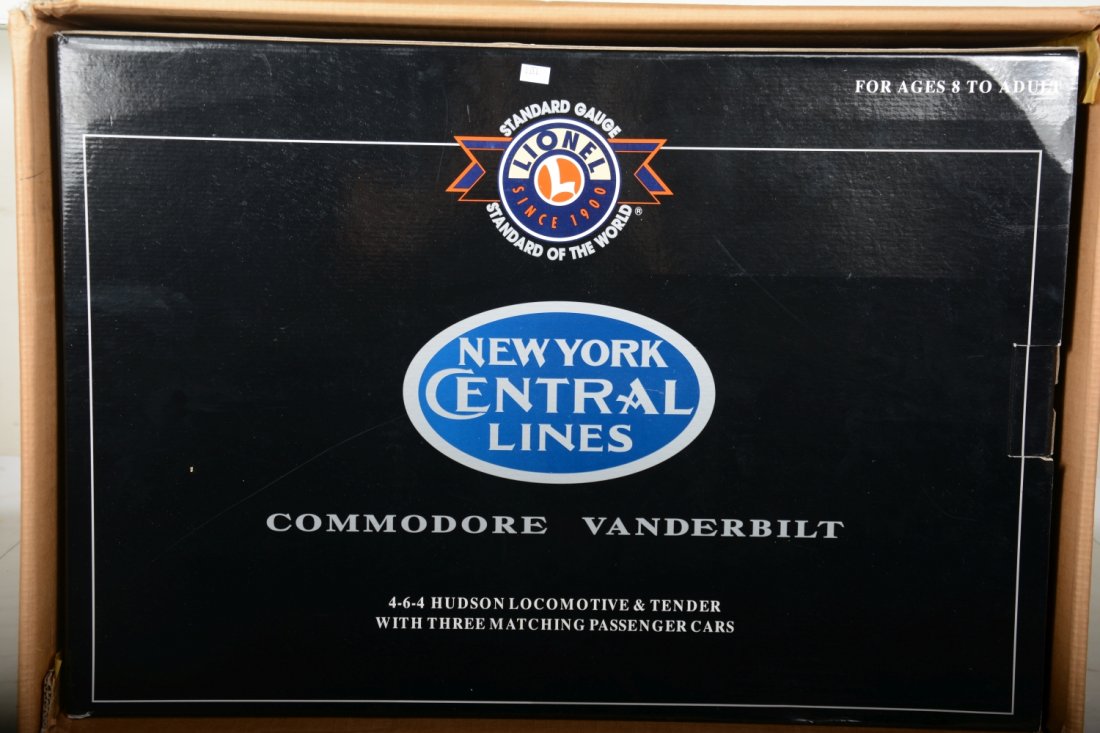 FOR AGES 8 TO ADULT
STANDARD GAUGE
LIONEL
L
SINCE 1900
STANDARD OF THE WORLD®
NEW YORK
CENTRAL
LINES
COMMODORE VANDERBILT
4-6-4 HUDSON LOCOMOTIVE & TENDER
WITH THREE MATCHING PASSENGER CARS